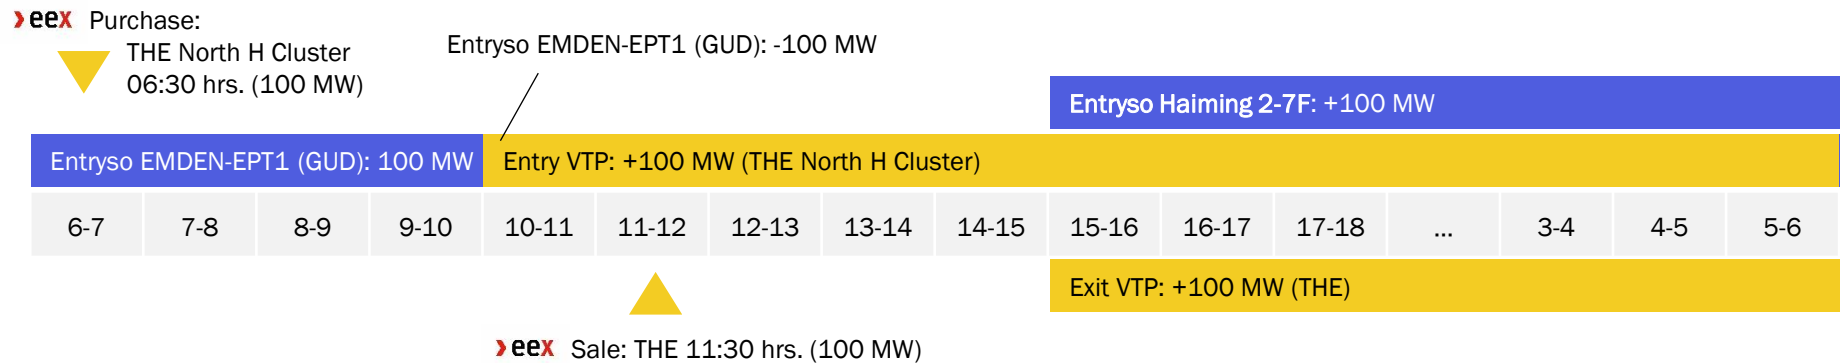 eex Purchase:
THE North H Cluster
06:30 hrs. (100 MW)
Entryso EMDEN-EPT1 (GUD): -100 MW
Entryso Haiming 2-7F: +100 MW
Entryso EMDEN-EPT1 (GUD): 100 MW
Entry VTP: +100 MW (THE North H Cluster)
6-7 7-8 8-9 9-10 10-11 11-12 12-13 13-14 14-15 15-16 16-17 17-18 ... 3-4 4-5 5-6
Exit VTP: +100 MW (THE)
eex Sale: THE 11:30 hrs. (100 MW)